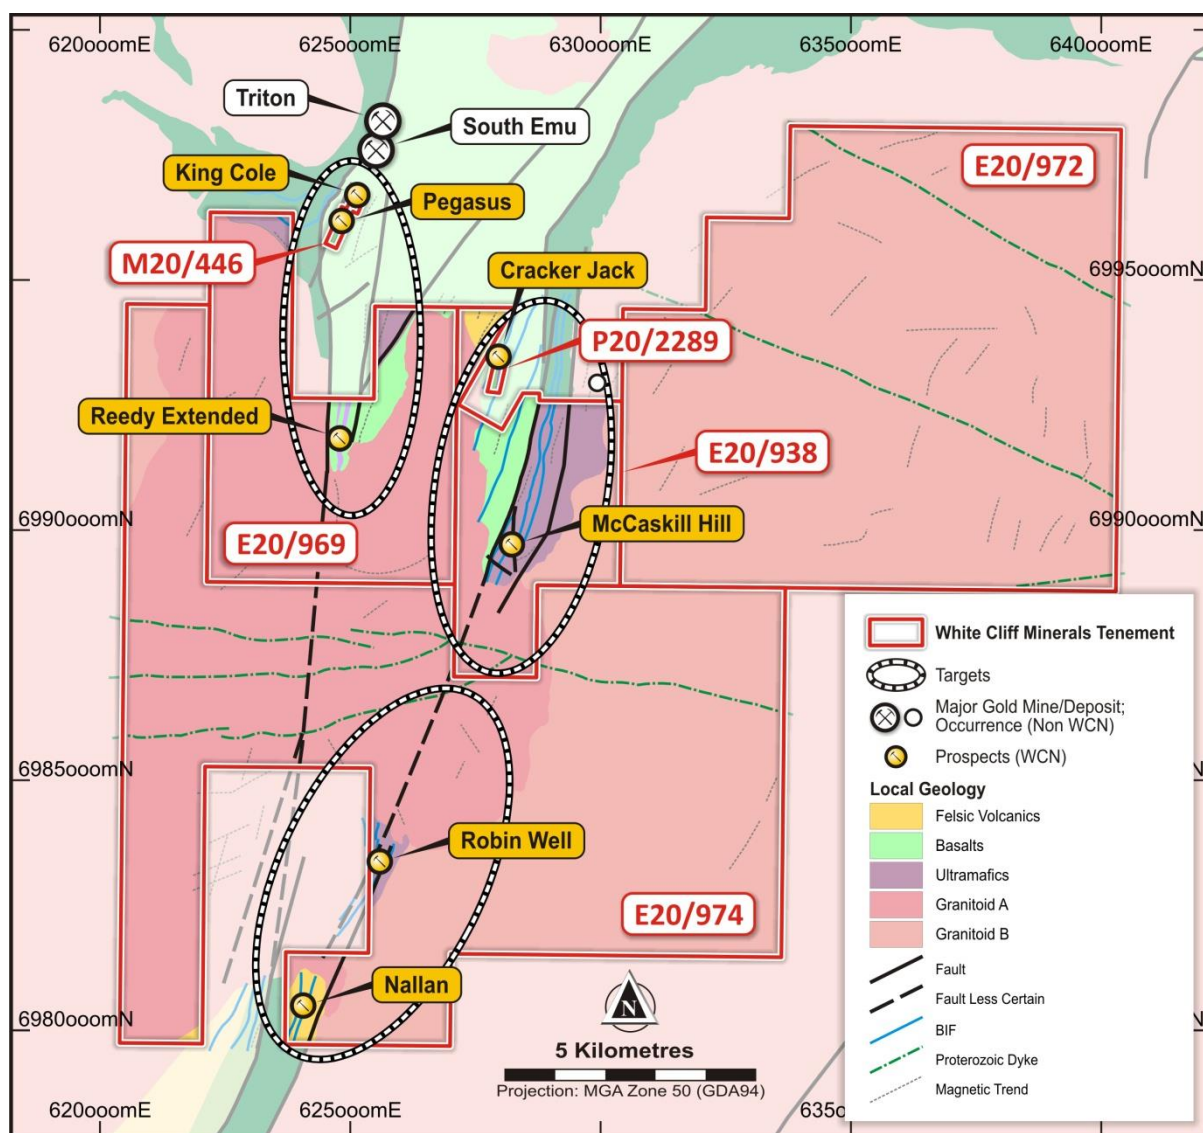 620000mE
625000mE
630000mE
635000mE
640000mE
Triton
South Emu
King Cole
Pegasus
E20/972
M20/446
Cracker Jack
6995000mN
P20/2289
Reedy Extended
E20/938
6990000mN
6990000mN
McCaskill Hill
E20/969
White Cliff Minerals Tenement
Targets
Major Gold Mine/Deposit;
Occurrence (Non WCN)
Prospects (WCN)
6985000mN
Local Geology
Felsic Volcanics
Basalts
Ultramafics
Granitoid A
Granitoid B
Fault
Fault Less Certain
BIF
Proterozoic Dyke
Magnetic Trend
Robin Well
E20/974
Nallan
6980000mN
N
5 Kilometres
Projection: MGA Zone 50 (GDA94)
620000mE
625000mE